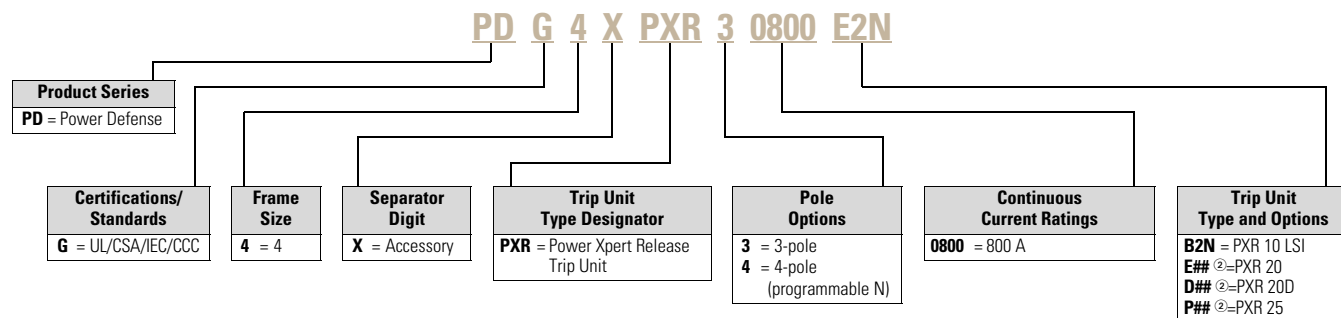 PD G 4 X PXR 3 0800 E2N
Product Series
PD = Power Defense
Certifications/
Standards
G = UL/CSA/IEC/CCC
Frame
Size
4 = 4
Separator
Digit
X = Accessory
Trip Unit
Type Designator
PXR = Power Xpert Release
Trip Unit
Pole
Options
3 = 3-pole
4 = 4-pole
(programmable N)
Continuous
Current Ratings
0800 = 800 A
Trip Unit
Type and Options
B2N = PXR 10 LSI
E## ②=PXR 20
D## ②=PXR 20D
P## ②=PXR 25